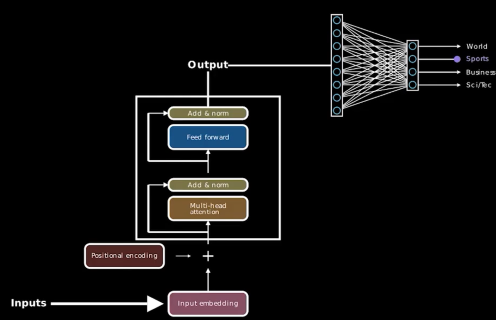 World
Output
Sports
Business
Sci/Tec
Add & norm
Feed forward
Add & norm
Multi-head
attention
Positional encoding
+
Inputs
Input embedding